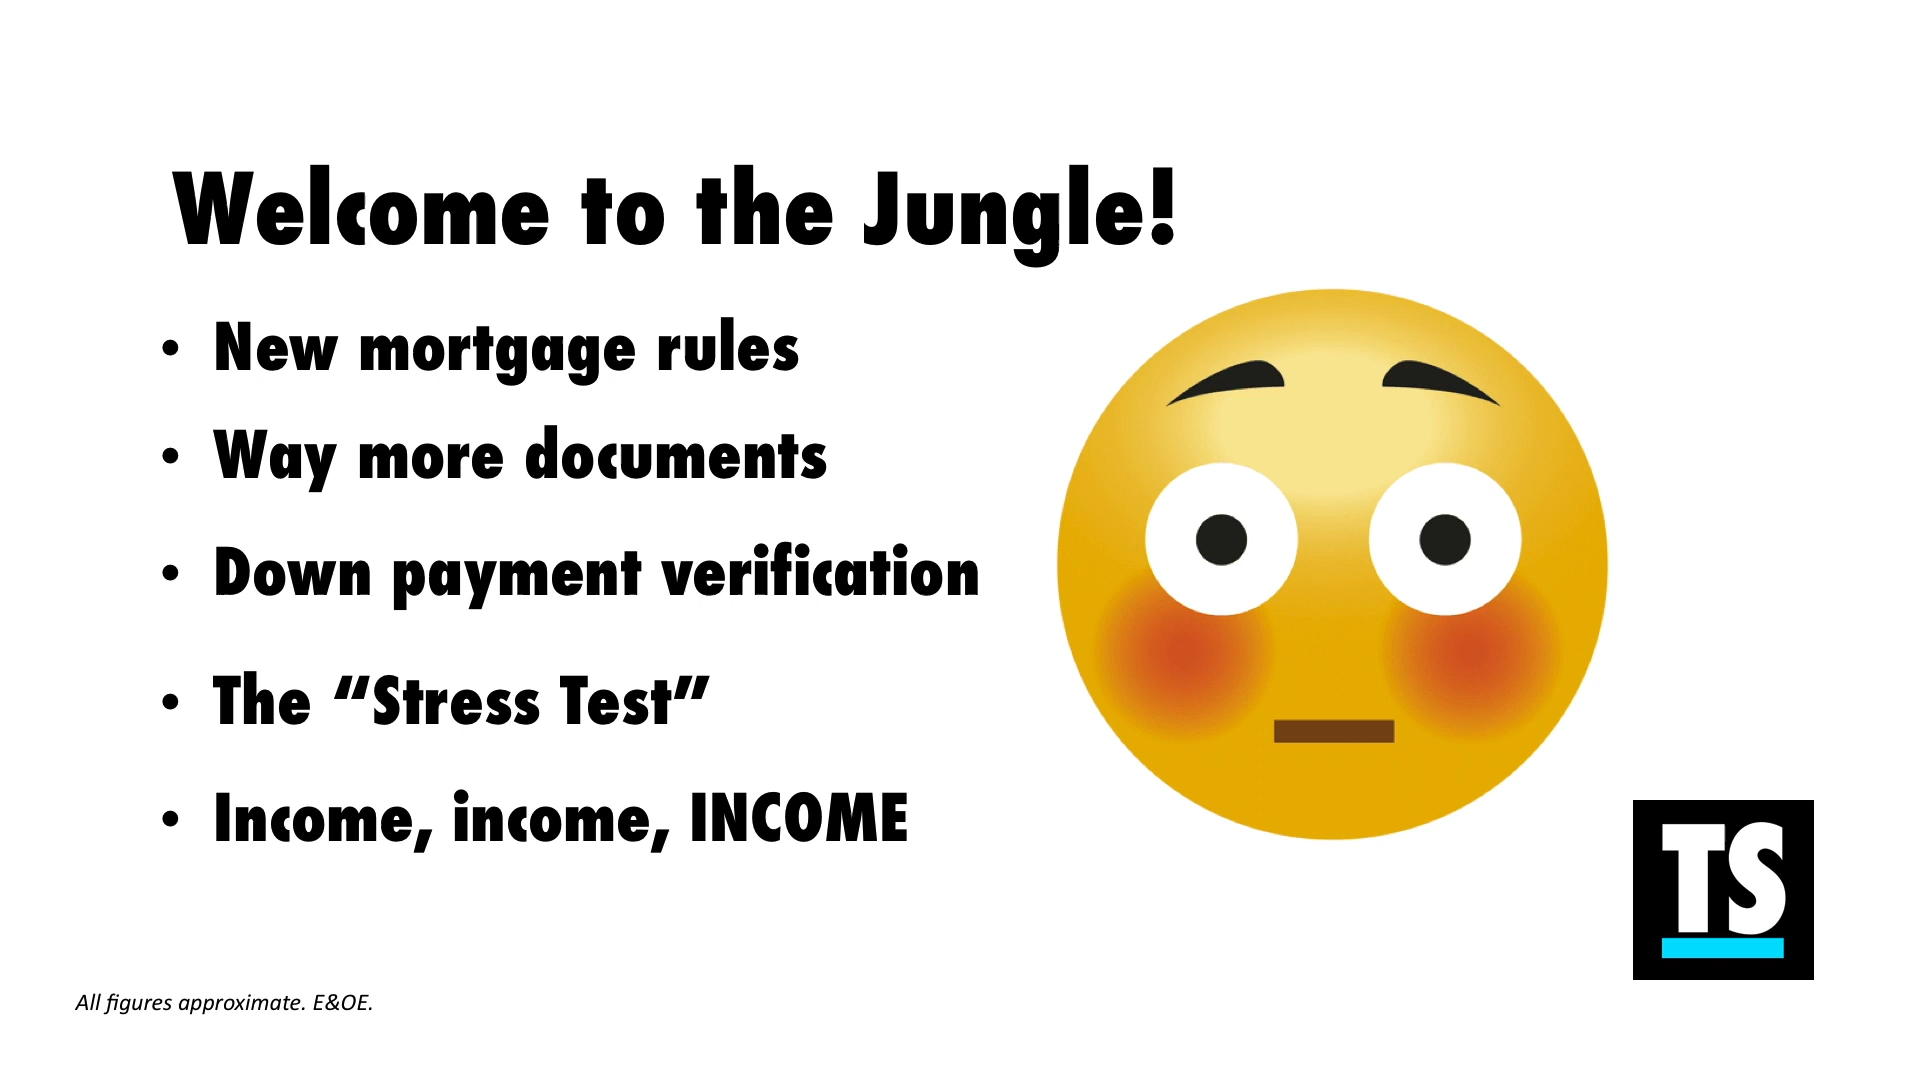 Welcome to the Jungle!
• New mortgage rules
• Way more documents
• Down payment verification
• The “Stress Test”
• Income, income, INCOME
TS
All figures approximate. E&OE.